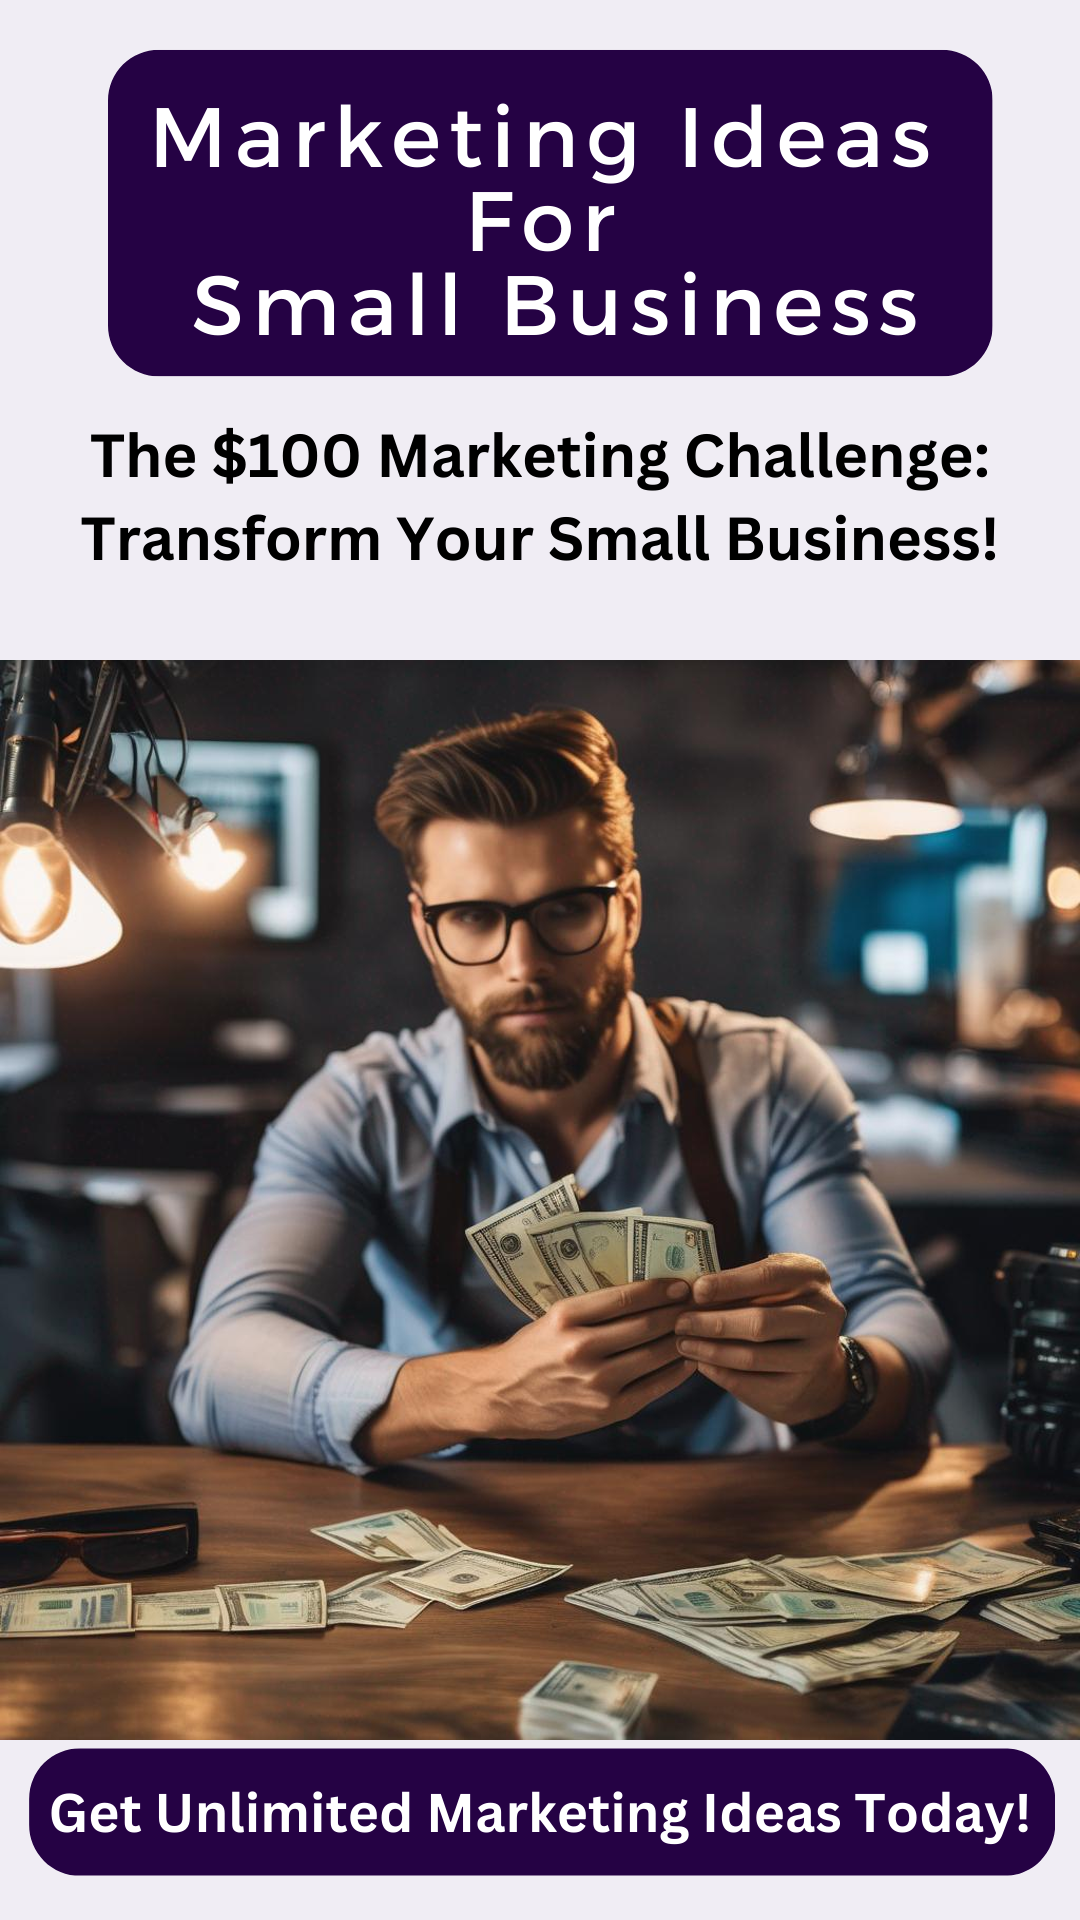 Marketing Ideas
For
Small Business
The $100 Marketing Challenge:
Transform Your Small Business!
Get Unlimited Marketing Ideas Today!